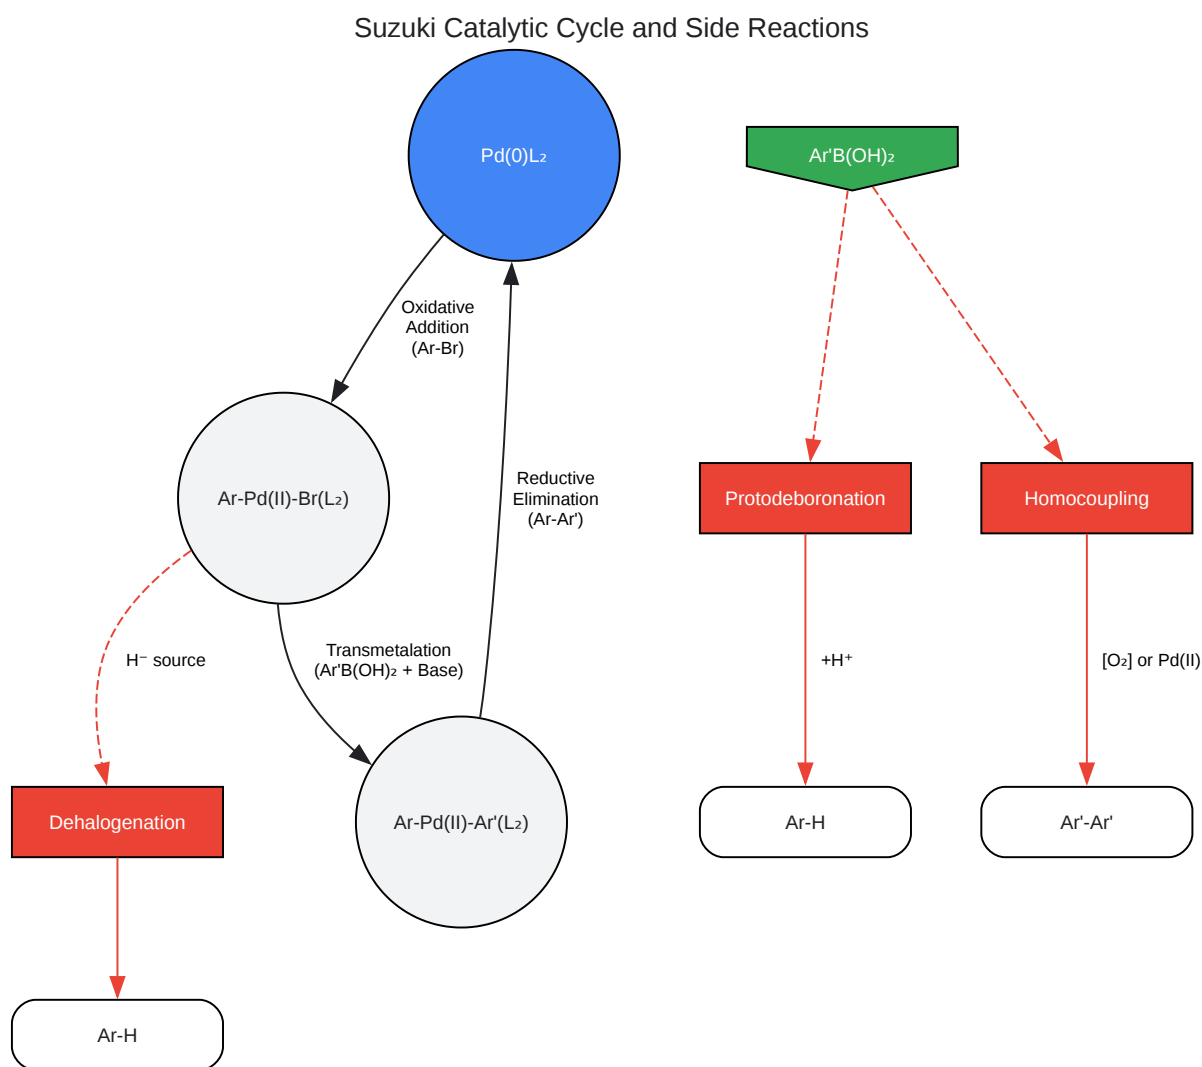 Suzuki Catalytic Cycle and Side Reactions
Pd(0)L₂
Ar'B(OH)₂
Oxidative
Addition
(Ar-Br)
Ar-Pd(II)-Br(L₂)
Reductive
Elimination
(Ar-Ar')
Protodeboronation
Homocoupling
H⁻ source
Transmetalation
(Ar'B(OH)₂ + Base)
+H⁺
[O₂] or Pd(II)
Dehalogenation
Ar-Pd(II)-Ar'(L₂)
Ar-H
Ar'-Ar'
Ar-H